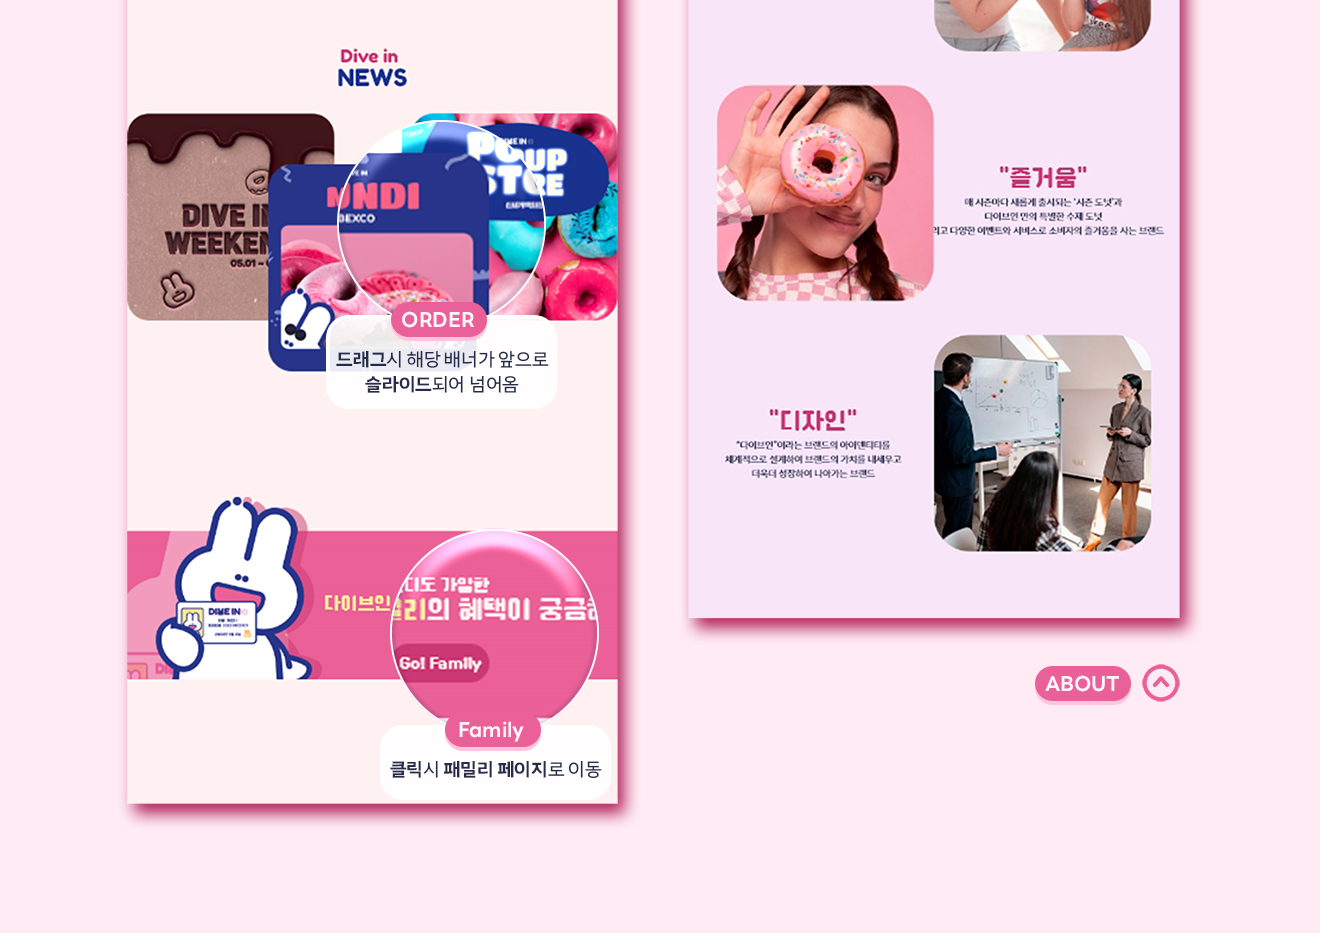 Dive in
NEWS
DIVE IN
WEEKEN
05.01 ~
NNDI
BEXCO
DIVE IN
UP
ORDER
드래그시 해당 배너가 앞으로
슬라이드되어 넘어옴
DIVE IN
디도 가입한
다이브인
리의 혜택이 궁금
Go! Family
Family
클릭시 패밀리 페이지로 이동
"즐거움"
매 시즌마다 새롭게 출시되는 '시즌 도넛'과
다이브인 만의 특별한 수제 도넛
리고 다양한 이벤트와 서비스로 소비자의 즐거움을 사는 브랜드
"디자인"
"다이브인"이라는 브랜드의 아이덴티티를
체계적으로 설계하여 브랜드의 가치를 내세우고
더욱더 성장하여 나아가는 브랜드
ABOUT